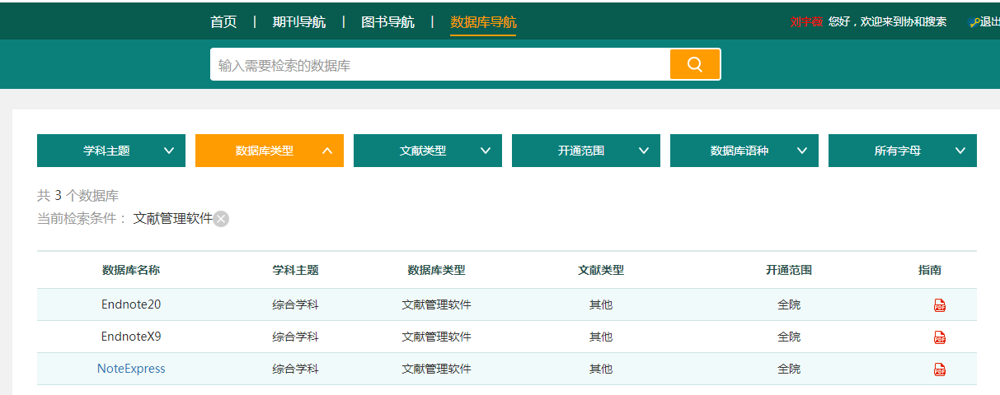 首页 | 期刊导航 | 图书导航 | 数据库导航 您好，欢迎来到协和搜索 退出
输入需要检索的数据库
学科主题 数据库类型 文献类型 开通范围 数据库语种 所有字母
共 3 个数据库
当前检索条件： 文献管理软件
数据库名称 学科主题 数据库类型 文献类型 开通范围 指南
Endnote20 综合学科 文献管理软件 其他 全院 PDF
EndnoteX9 综合学科 文献管理软件 其他 全院 PDF
NoteExpress 综合学科 文献管理软件 其他 全院 PDF